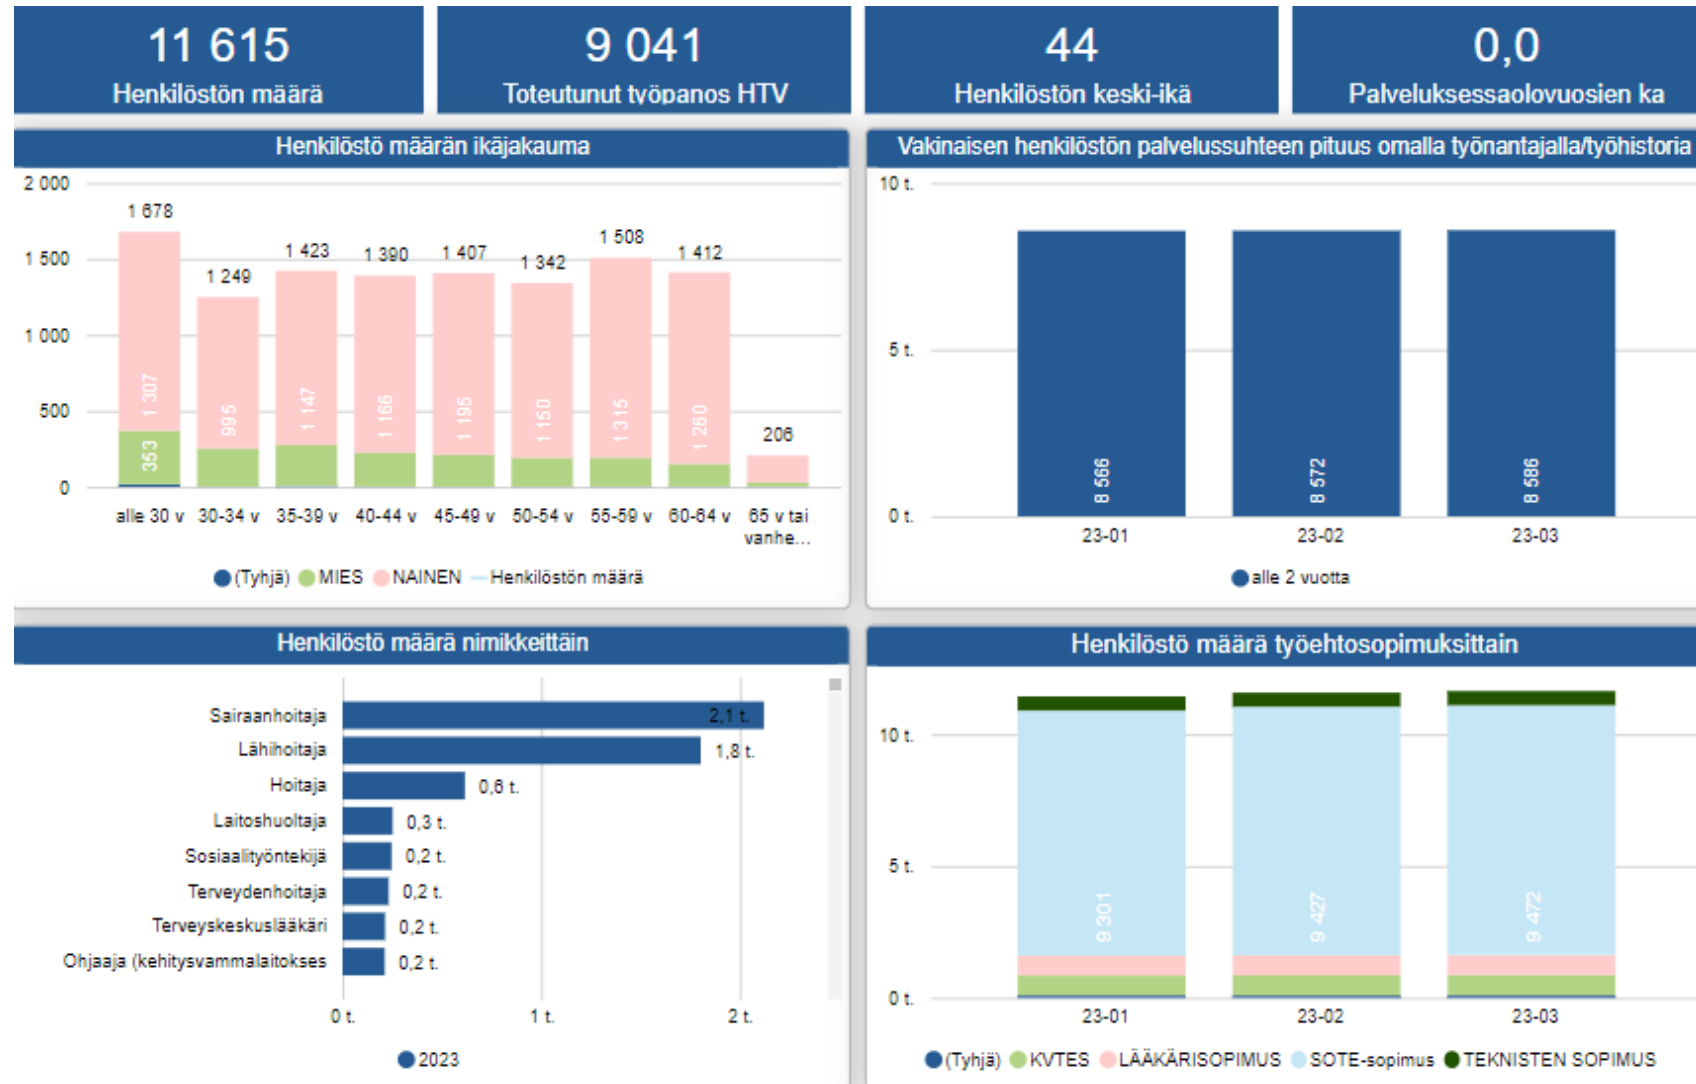 11 615
Henkilöstön määrä
9 041
Toteutunut työpanos HTV
44
Henkilöstön keski-ikä
0,0
Palveluksessaolovuosien ka
Henkilöstö määrän ikäjakauma
2 000
1 500
1 000
500
0
1 678
1 249
1 423
1 390
1 407
1 342
1 508
1 412
206
1 307
995
1 147
1 166
1 195
1 150
1 315
1 260
353
alle 30 v
30-34 v
35-39 v
40-44 v
45-49 v
50-54 v
55-59 v
60-64 v
65 v tai
vanhe...
(Tyhjä) MIES NAINEN Henkilöstön määrä
Vakinaisen henkilöstön palvelussuhteen pituus omalla työnantajalla/työhistoria
10 t.
5 t.
0 t.
8 566
8 572
8 586
23-01
23-02
23-03
alle 2 vuotta
Henkilöstö määrä nimikkeittäin
Sairaanhoitaja
2,1 t.
Lähihoitaja
1,8 t.
Hoitaja
0,6 t.
Laitoshuoltaja
0,3 t.
Sosiaalityöntekijä
0,2 t.
Terveydenhoitaja
0,2 t.
Terveyskeskuslääkäri
0,2 t.
Ohjaaja (kehitysvammalaitokses
0,2 t.
0 t.
1 t.
2 t.
2023
Henkilöstö määrä työehtosopimuksittain
10 t.
5 t.
0 t.
9 301
9 427
9 472
23-01
23-02
23-03
(Tyhjä) KVTES LÄÄKÄRISOPIMUS SOTE-sopimus TEKNISTEN SOPIMUS